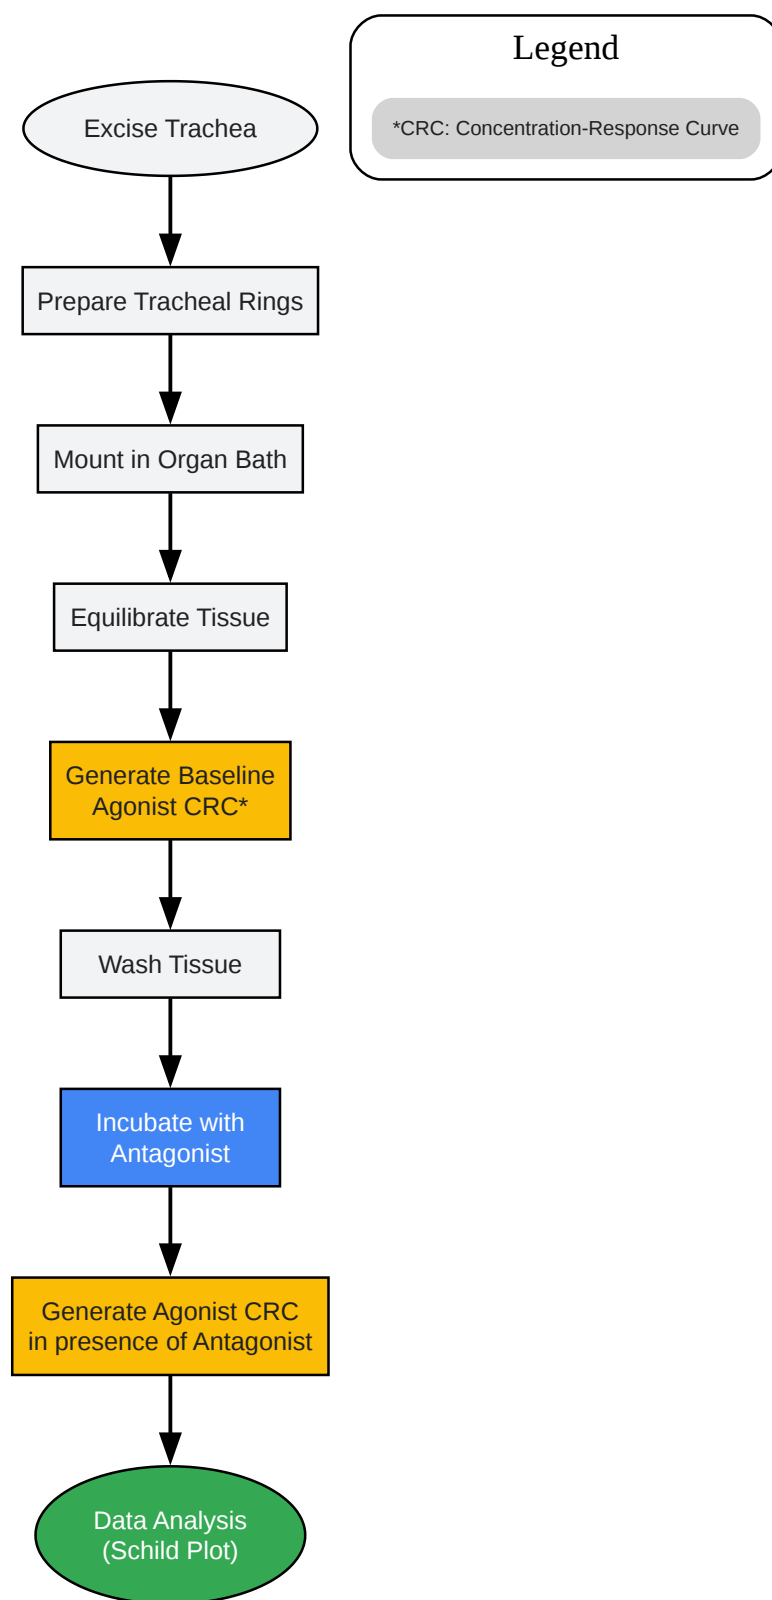 Legend
*CRC: Concentration-Response Curve
Excise Trachea
Prepare Tracheal Rings
Mount in Organ Bath
Equilibrate Tissue
Generate Baseline
Agonist CRC*
Wash Tissue
Incubate with
Antagonist
Generate Agonist CRC
in presence of Antagonist
Data Analysis
(Schild Plot)